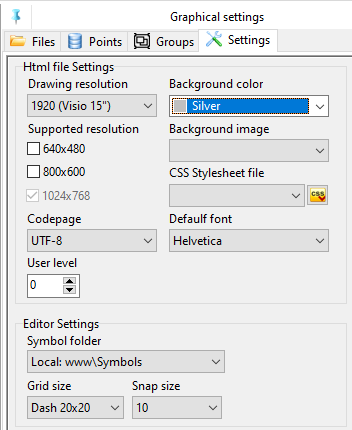 Graphical settings
Files Points Groups Settings
Html file Settings
Drawing resolution Background color
1920 (Visio 15") Silver
Supported resolution Background image
640x480
800x600 CSS Stylesheet file
1024x768 CSS
Codepage Defaulf font
UTF-8 Helvetica
User level
0
Editor Settings
Symbol folder
Local: www\Symbols
Grid size Snap size
Dash 20x20 10